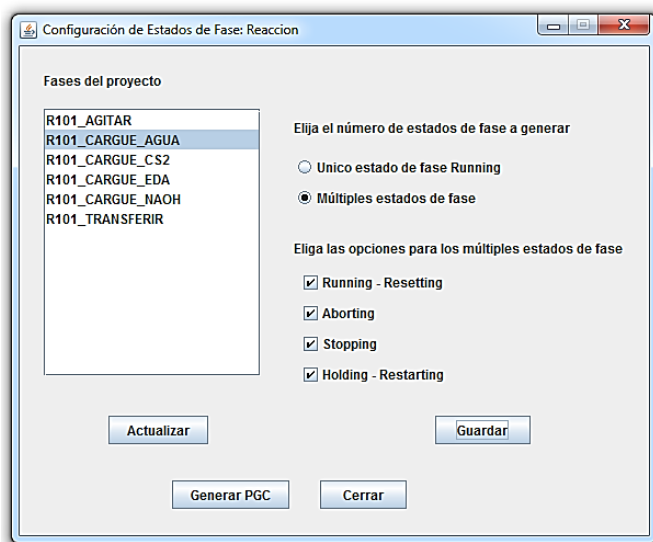 Configuración de Estados de Fase: Reaccion
Fases del proyecto
R101_AGITAR
R101_CARGUE_AGUA
R101_CARGUE_CS2
R101_CARGUE_EDA
R101_CARGUE_NAOH
R101_TRANSFERIR
Elija el número de estados de fase a generar
Unico estado de fase Running
Múltiples estados de fase
Eliga las opciones para los múltiples estados de fase
Running - Resetting
Aborting
Stopping
Holding - Restarting
Actualizar
Guardar
Generar PGC
Cerrar